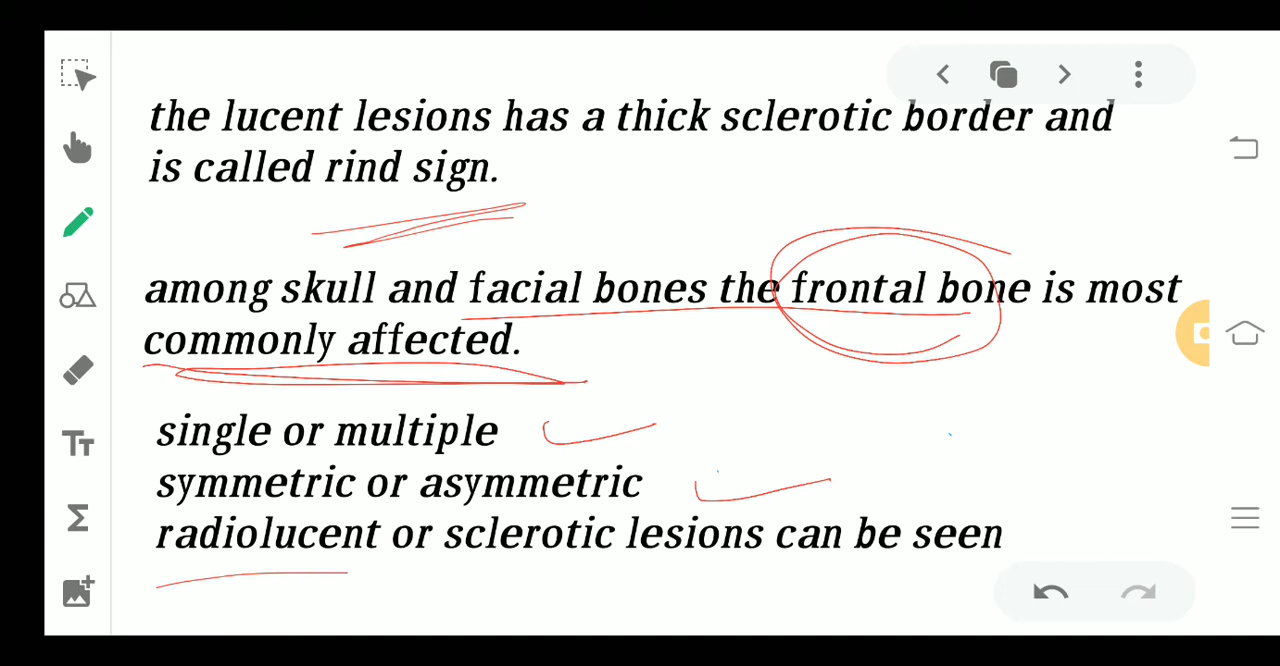 the lucent lesions has a thick sclerotic border and
is called rind sign.
among skull and facial bones the frontal bone is most
commonly affected.
single or multiple
symmetric or asymmetric
radiolucent or sclerotic lesions can be seen